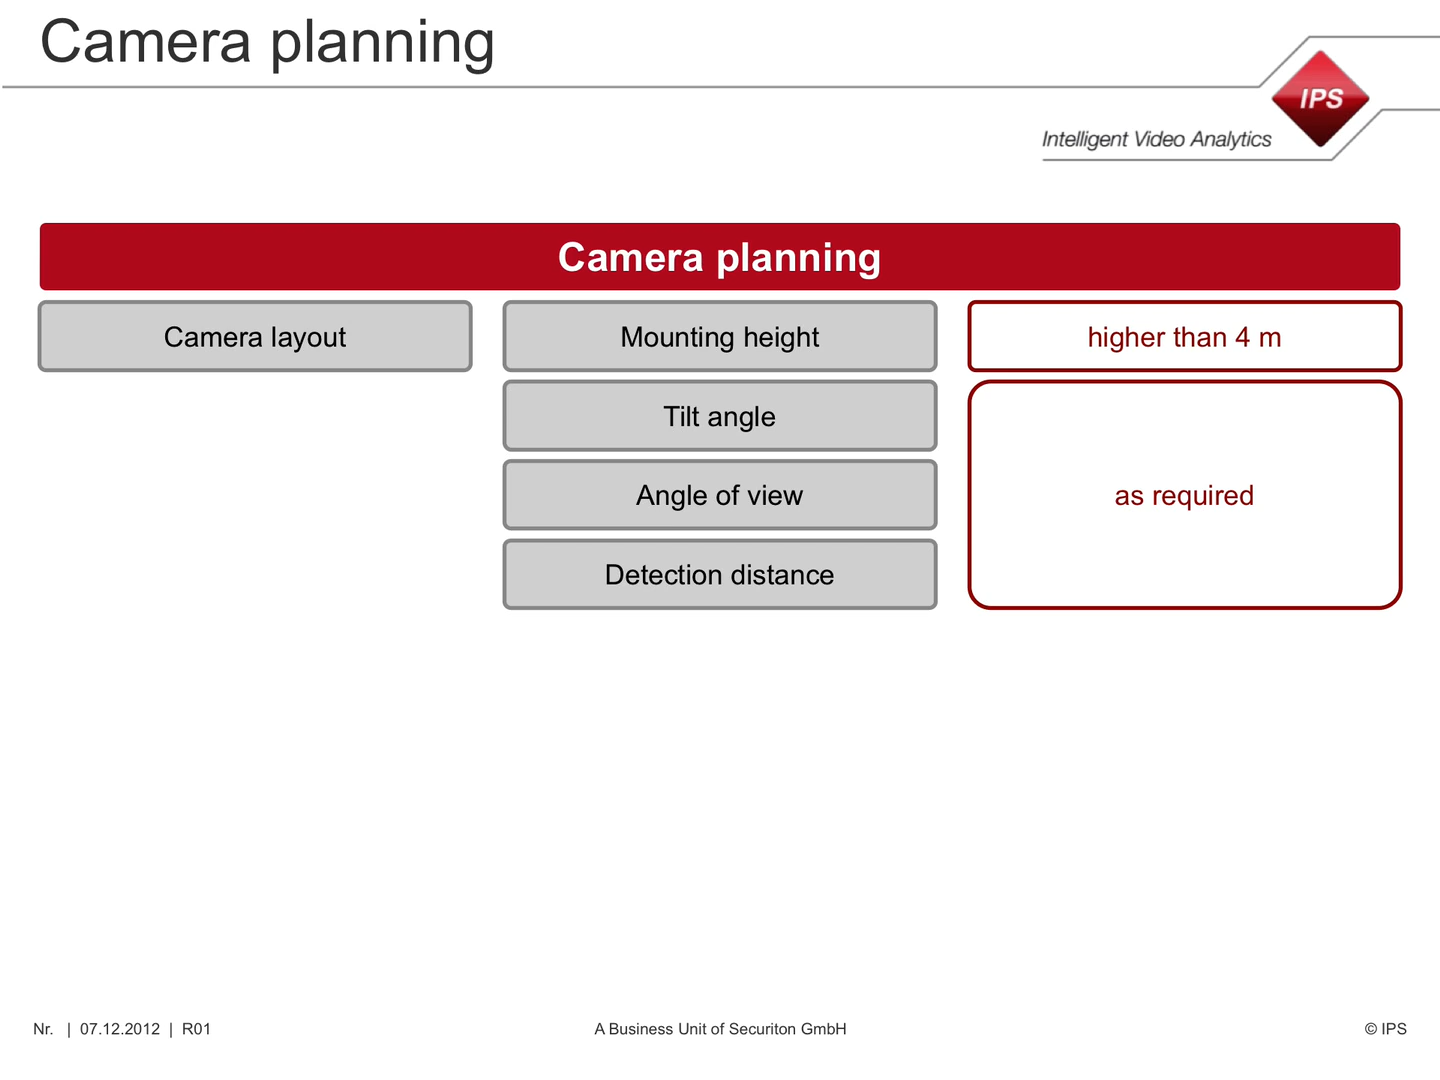 Camera planning
IPS
Intelligent Video Analytics
Camera planning
Camera layout
Mounting height
higher than 4 m
Tilt angle
Angle of view
as required
Detection distance
Nr. | 07.12.2012 | R01
A Business Unit of Securiton GmbH
© IPS